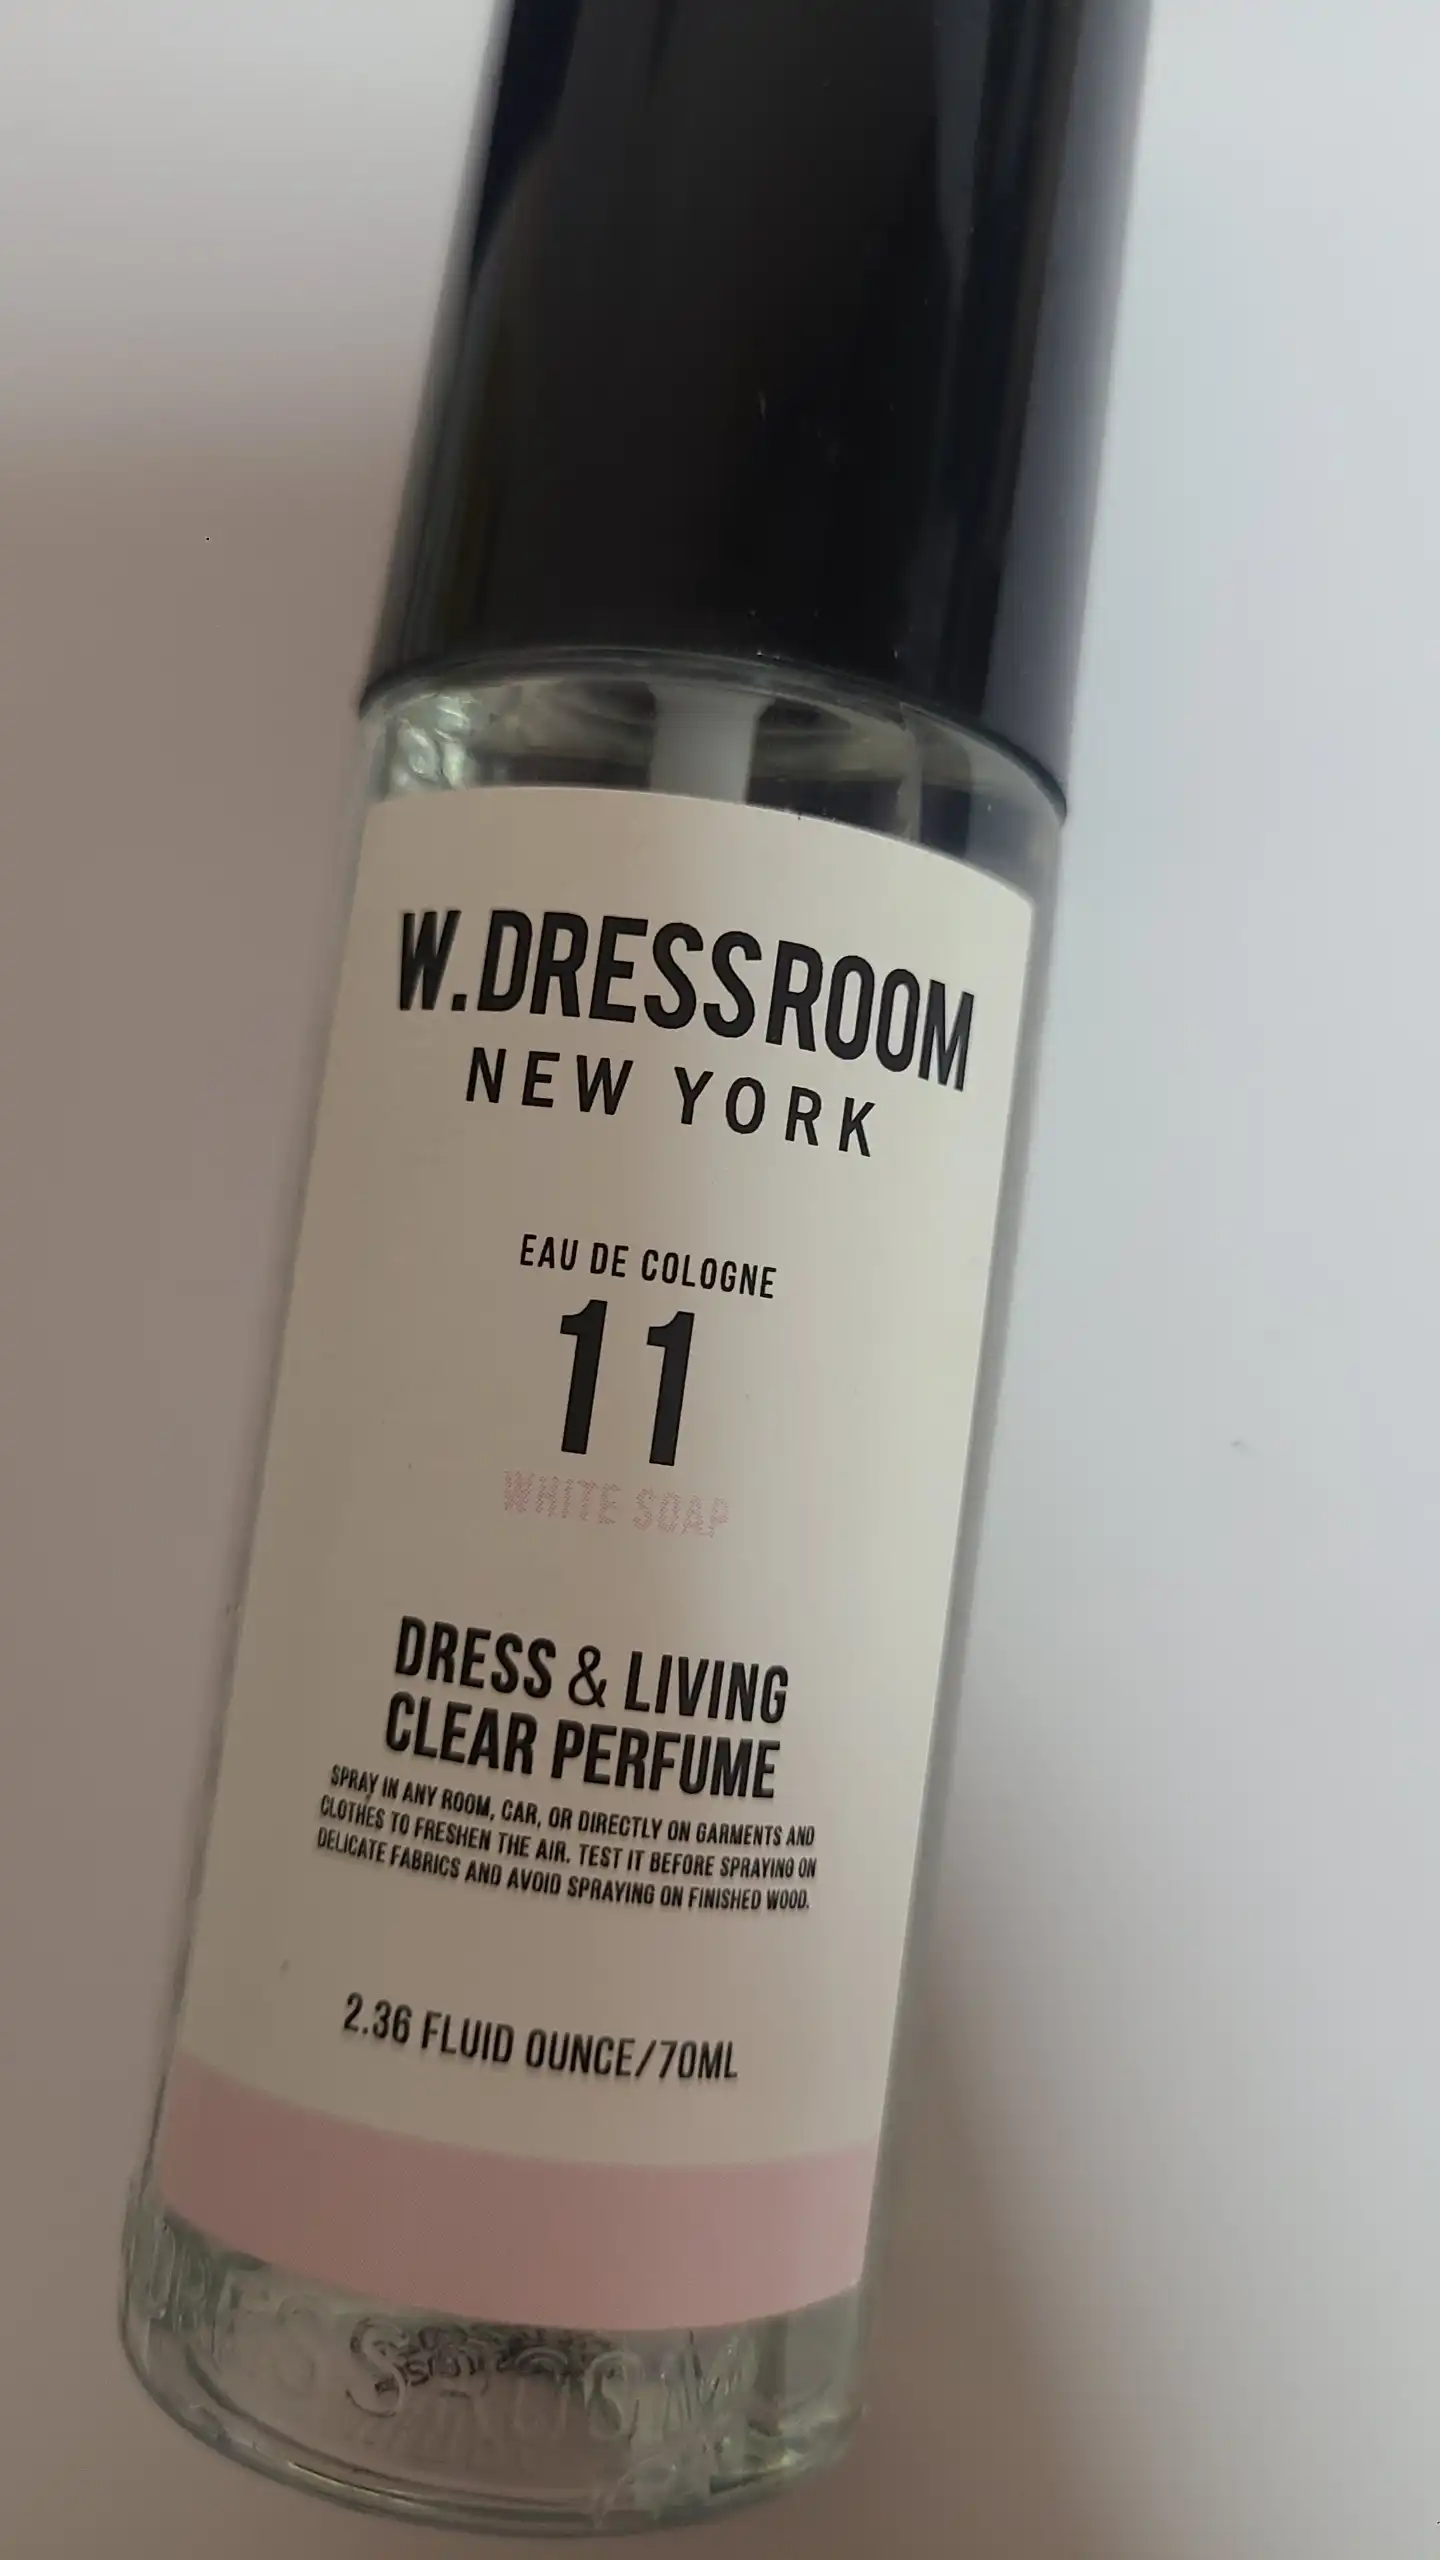 W.DRESSROOM
NEW YORK
EAU DE COLOGNE
11
WHITE SOAP
DRESS & LIVING
CLEAR PERFUME
SPRAY IN ANY ROOM, CAR, OR DIRECTLY ON GARMENTS AND
CLOTHES TO FRESHEN THE AIR. TEST IT BEFORE SPRAYING ON
DELICATE FABRICS AND AVOID SPRAYING ON FINISHED WOOD.
2.36 FLUID OUNCE/70ML
DRESSROOM